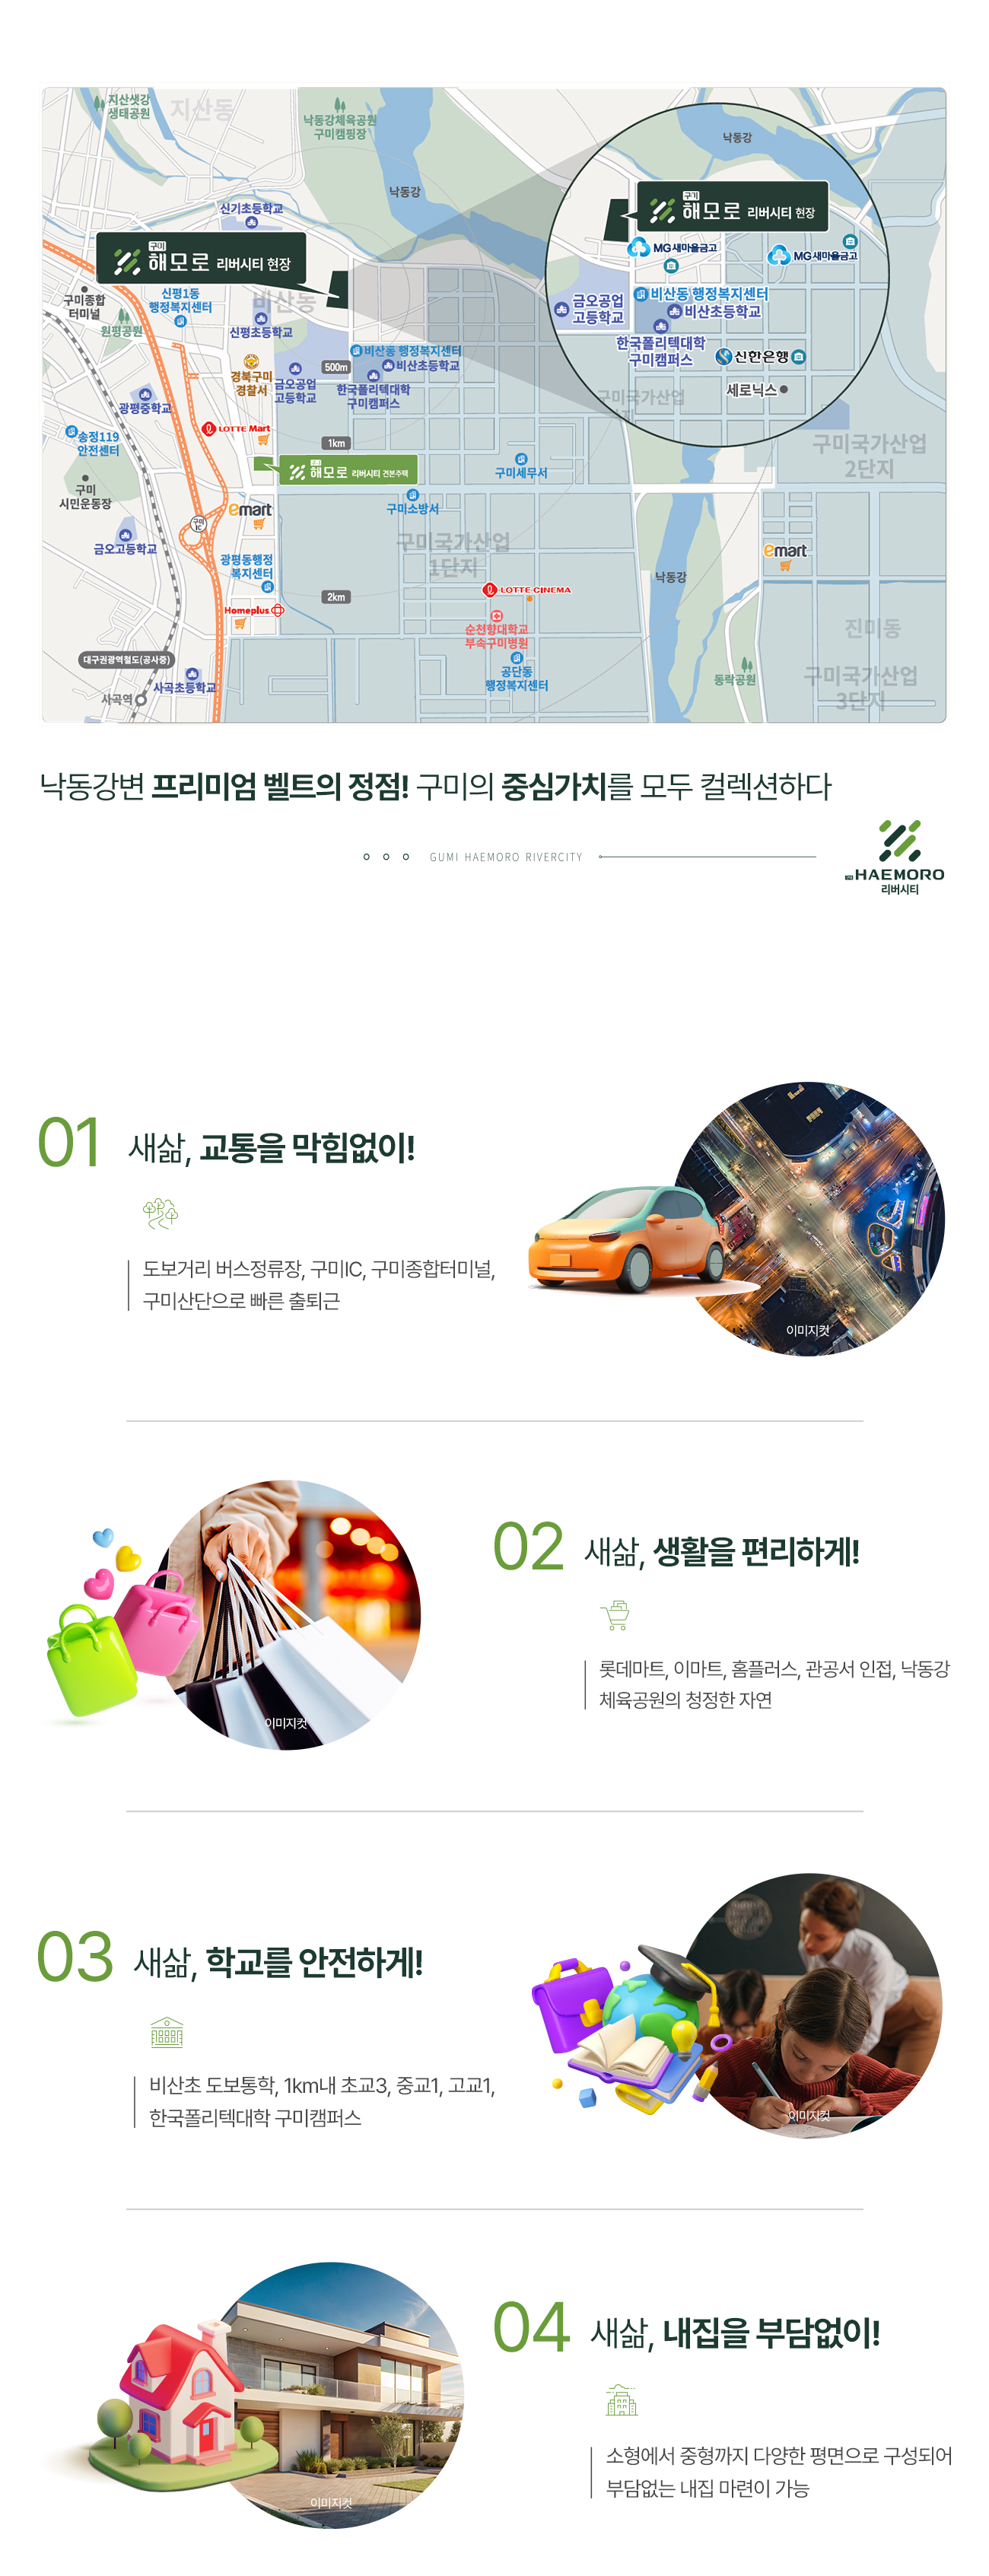 지산샛강
생태공원
지산동
낙동강체육공원
구미캠핑장
낙동강
신기초등학교
구미
해모로 리버시티 현장
구미종합
터미널
신평1동
행정복지센터
비산동
원평공원
신평초등학교
경북구미
경찰서
금오공업
고등학교
500m
비산동 행정복지센터
비산초등학교
한국폴리텍대학
구미캠퍼스
광평중학교
LOTTE Mart
송정119
안전센터
1km
해모로 리버시티 견본주택
구미
시민운동장
emart
구미
IC
금오고등학교
광평동행정
복지센터
Homeplus
2km
대구권광역철도(공사중)
사곡초등학교
사곡역
구미세무서
구미소방서
구미국가산업
1단지
LOTTE CINEMA
순천향대학교
부속구미병원
공단동
행정복지센터
낙동강
구미
해모로 리버시티 현장
MG새마을금고
MG새마을금고
금오공업
고등학교
비산동 행정복지센터
비산초등학교
한국폴리텍대학
구미캠퍼스
신한은행
세로닉스
구미국가산업
구미국가산업
2단지
emart
낙동강
진미동
동락공원
구미국가산업
3단지
낙동강변 프리미엄 벨트의 정점! 구미의 중심가치를 모두 컬렉션하다
GUMI HAEMORO RIVERCITY
HAEMORO
리버시티
01 새삶, 교통을 막힘없이!
도보거리 버스정류장, 구미IC, 구미종합터미널,
구미산단으로 빠른 출퇴근
이미지컷
02 새삶, 생활을 편리하게!
롯데마트, 이마트, 홈플러스, 관공서 인접, 낙동강
체육공원의 청정한 자연
이미지컷
03 새삶, 학교를 안전하게!
비산초 도보통학, 1km내 초교3, 중교1, 고교1,
한국폴리텍대학 구미캠퍼스
이미지컷
04 새삶, 내집을 부담없이!
소형에서 중형까지 다양한 평면으로 구성되어
부담없는 내집 마련이 가능
이미지컷